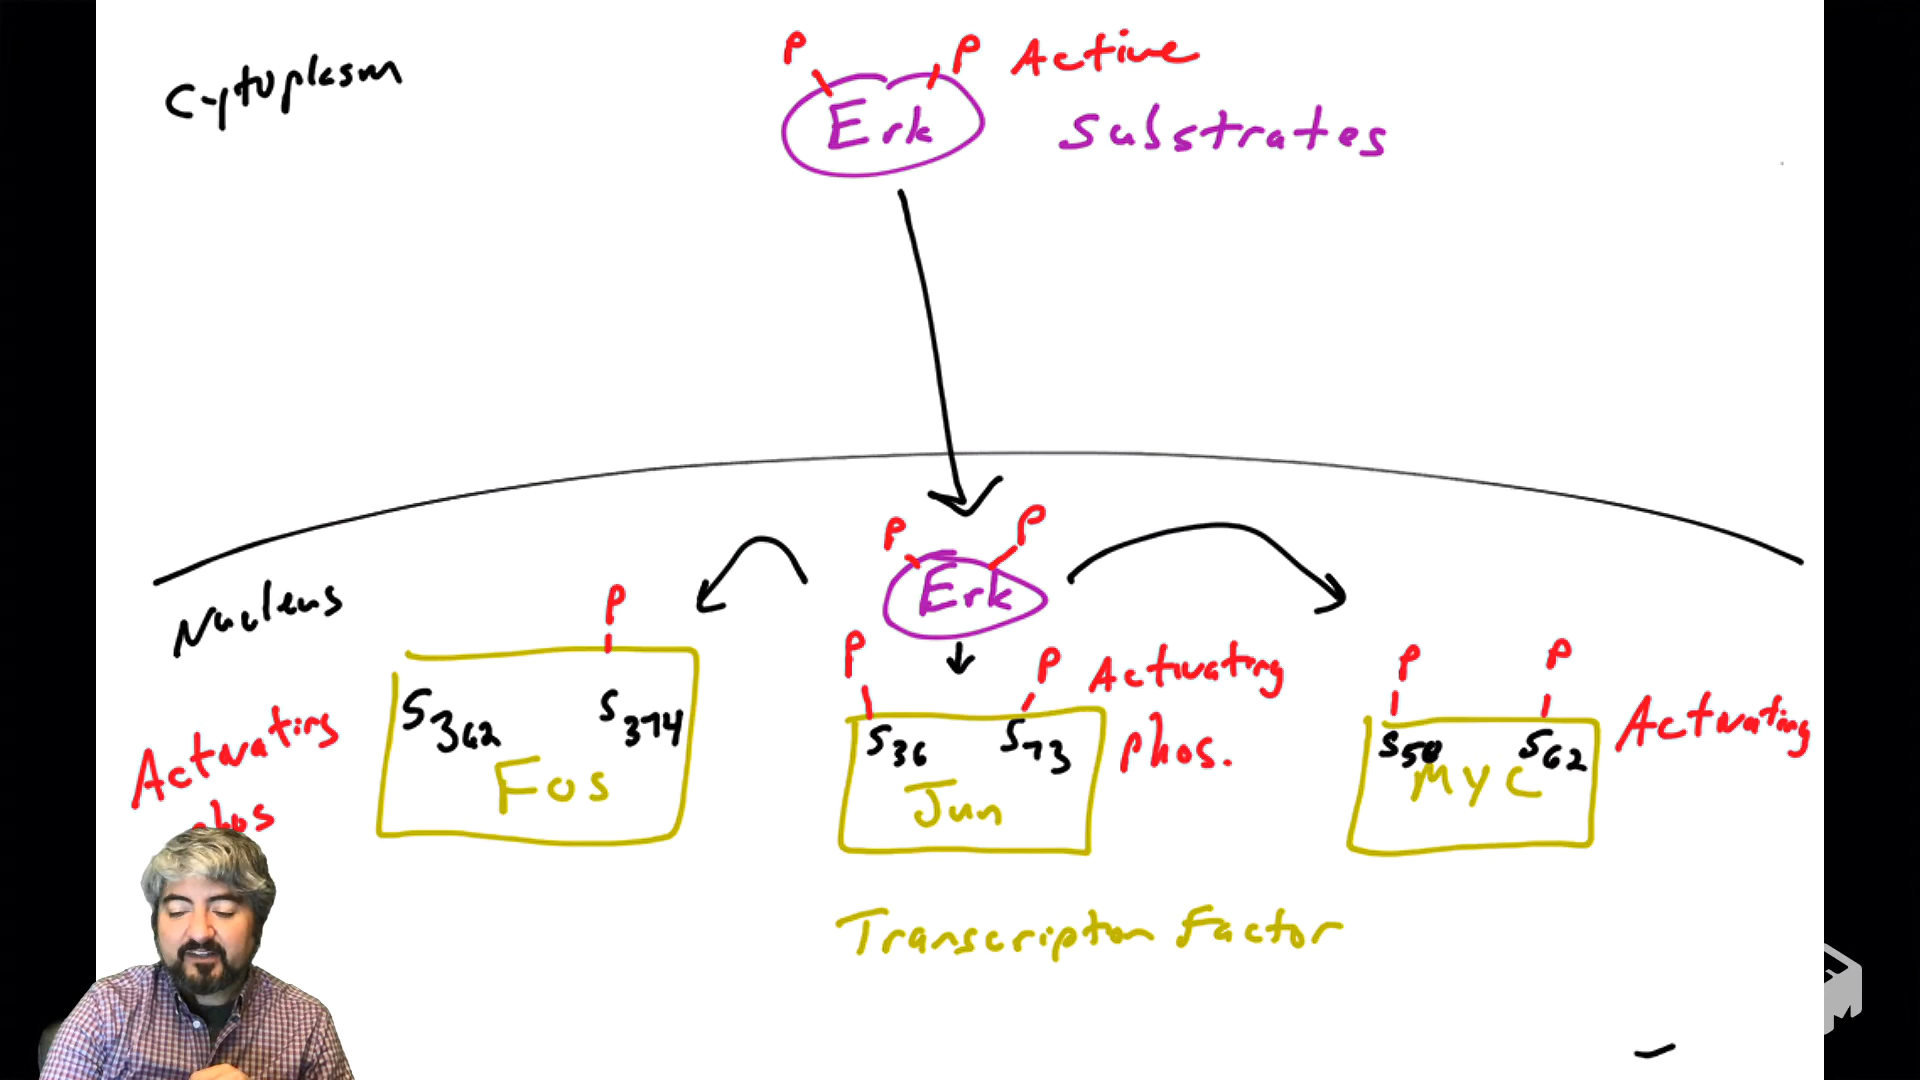 Cytoplasm
P P Active
Erk Substrates
P P
Erk
Nucleus
P
P P Activating
P P
S362 S374
Activating
phos
Fos
S36 S73
phos.
Jun
S62
Activating
MYC
Transcription Factor